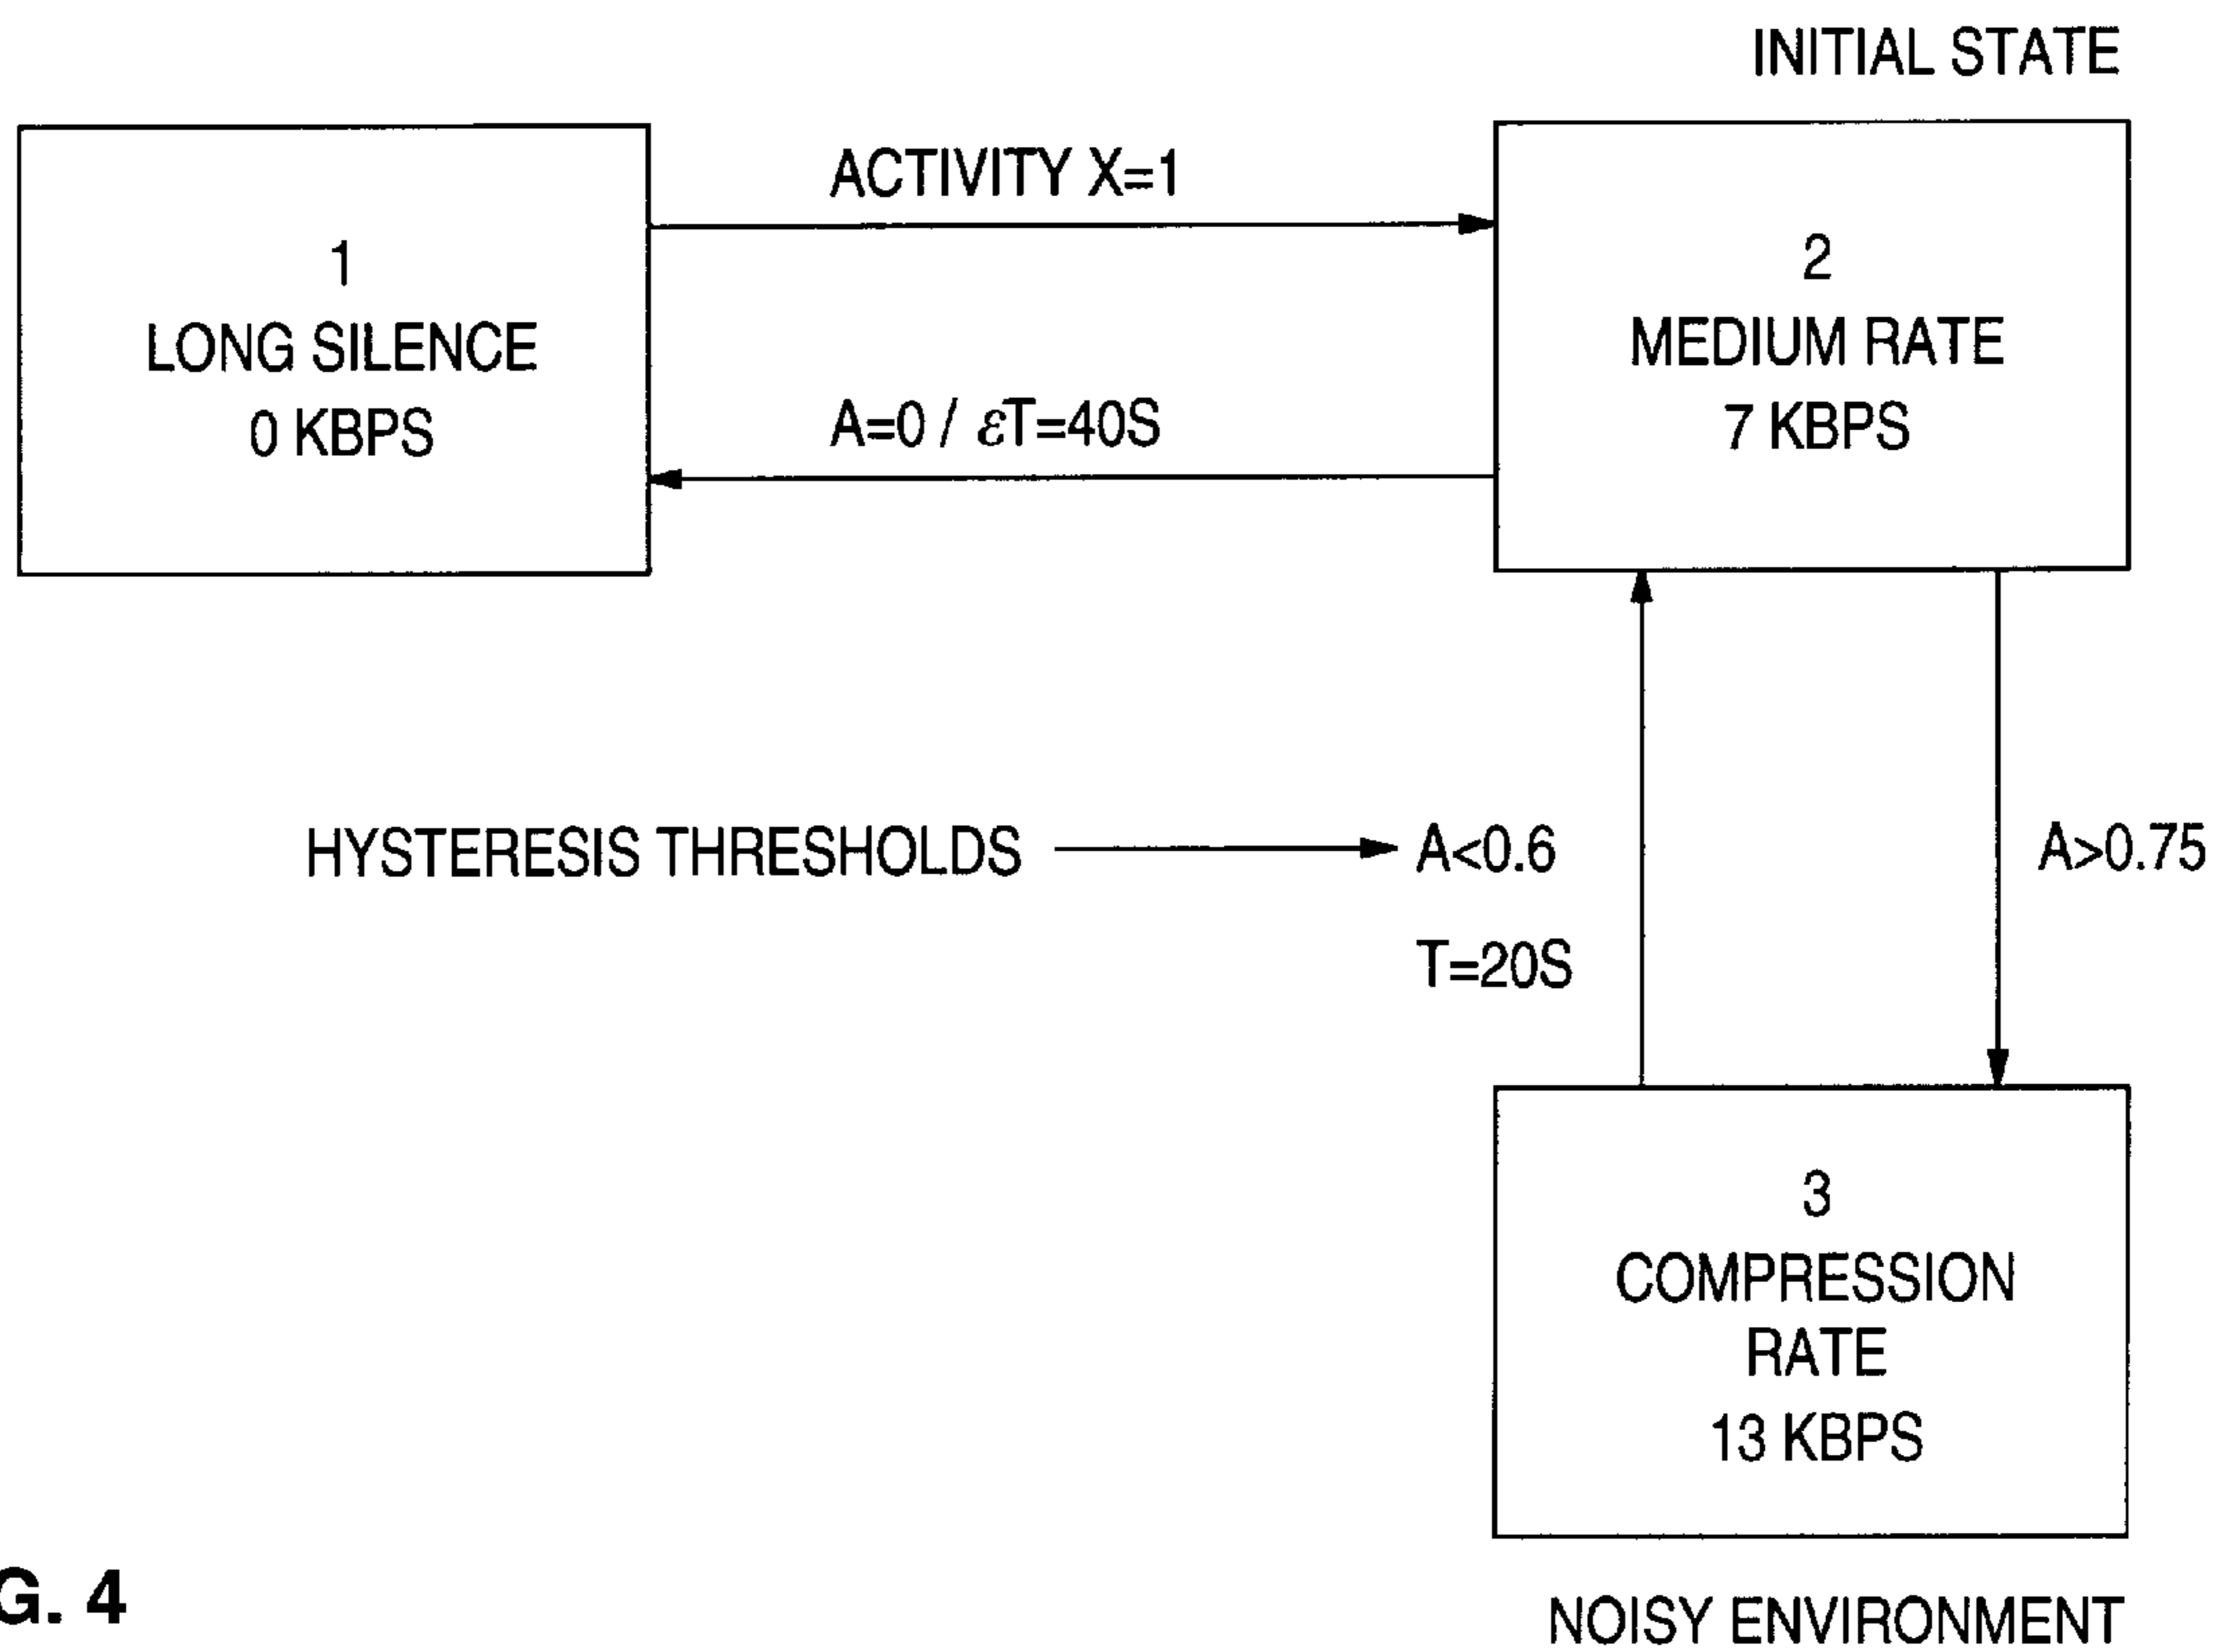 INITIAL STATE
1
LONG SILENCE
0 KBPS
ACTIVITY X=1
A=0 / εT=40S
2
MEDIUM RATE
7 KBPS
HYSTERESIS THRESHOLDS
A<0.6
T=20S
A>0.75
3
COMPRESSION
RATE
13 KBPS
NOISY ENVIRONMENT
G. 4